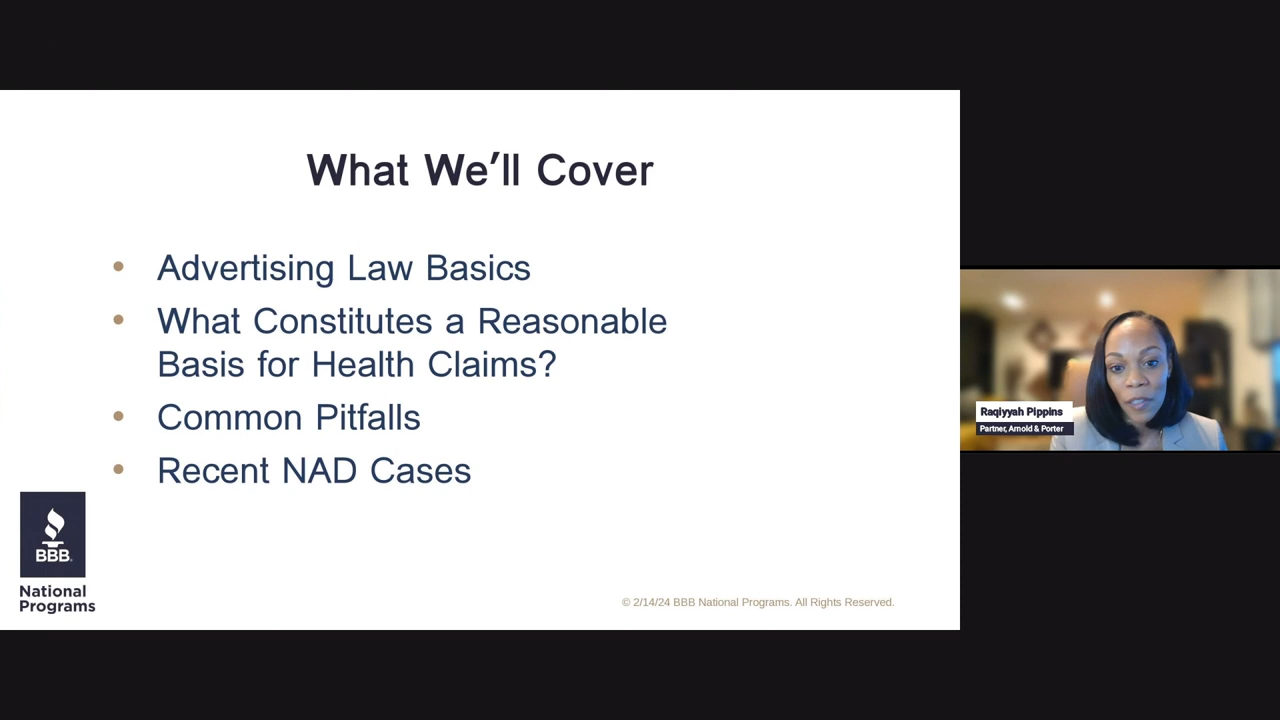 What We’ll Cover
• Advertising Law Basics
• What Constitutes a Reasonable
Basis for Health Claims?
• Common Pitfalls
• Recent NAD Cases
BBB.
National
Programs
© 2/14/24 BBB National Programs. All Rights Reserved.
Raqiyyah Pippins
Partner, Arnold & Porter